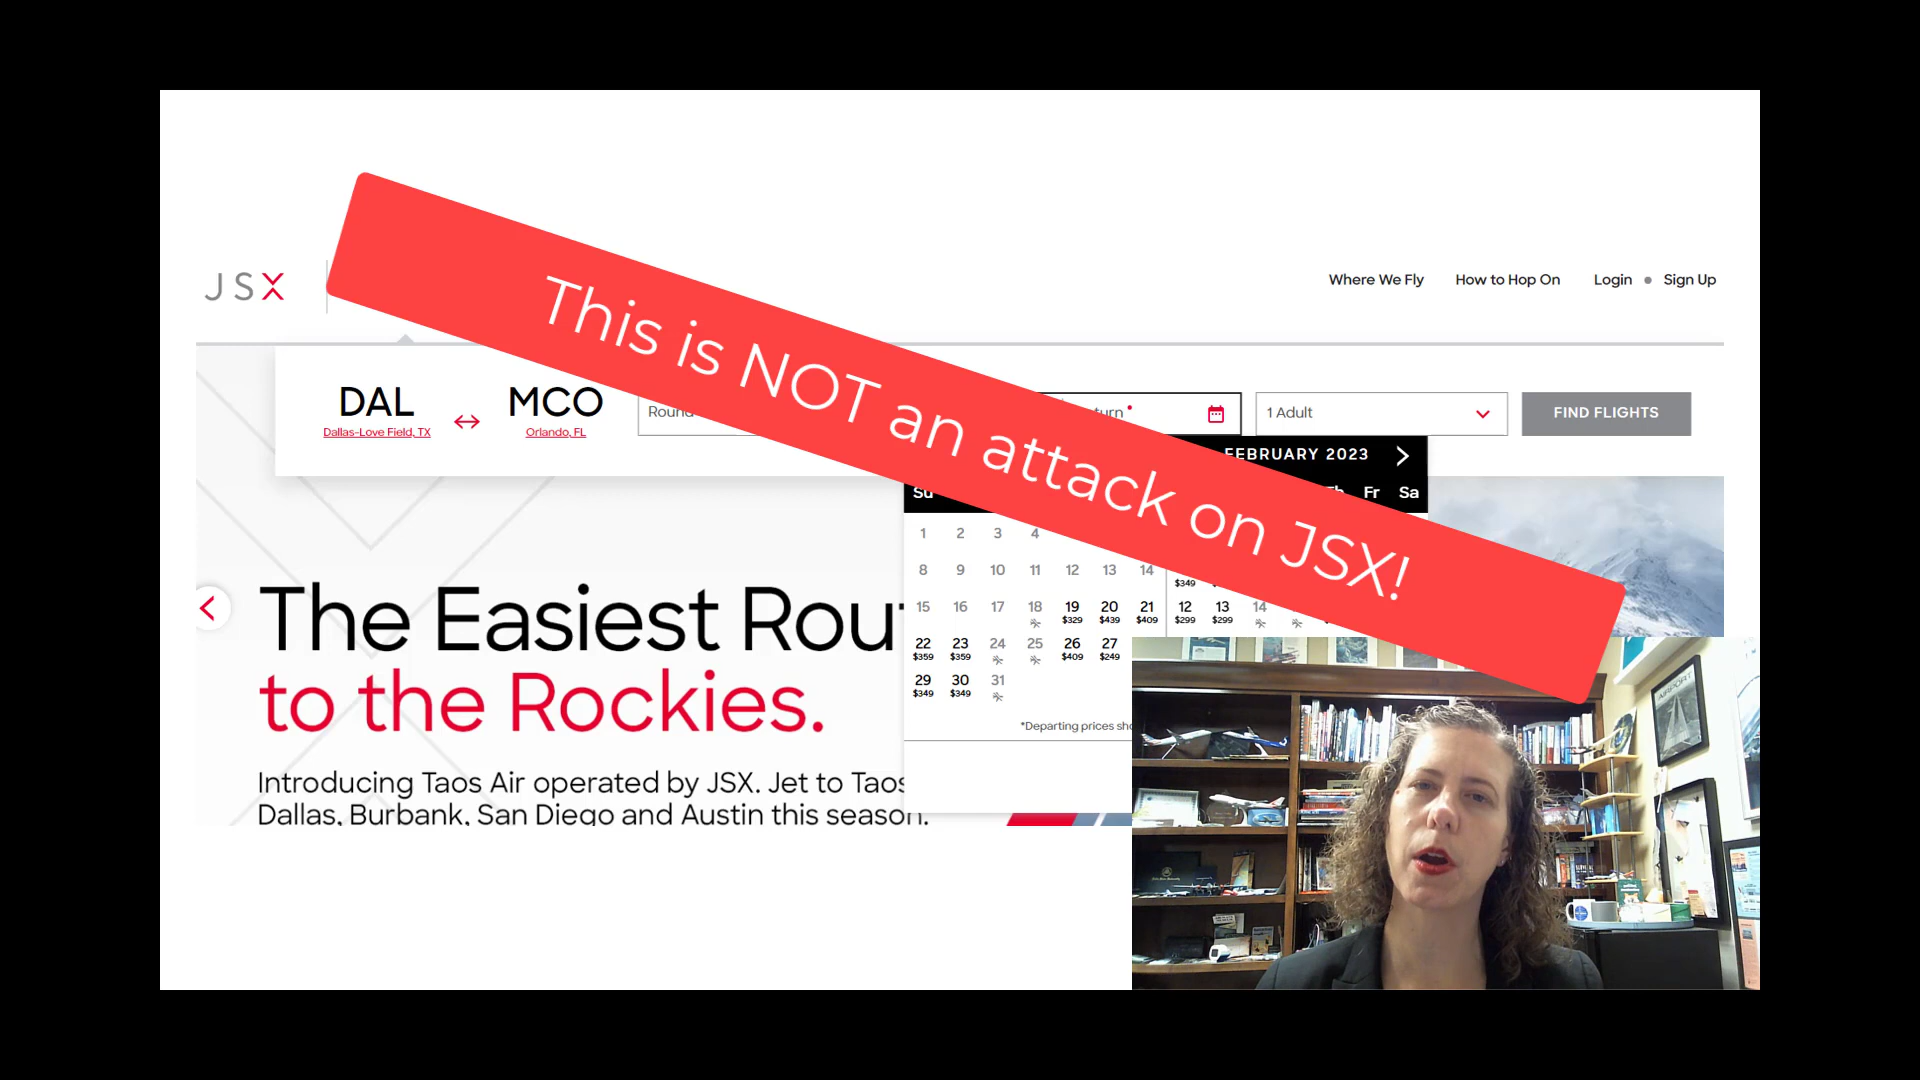 JSX
Where We Fly
How to Hop On
Login
Sign Up
This is NOT an attack on JSX!
DAL
Dallas-Love Field, TX
MCO
Orlando, FL
Round
1 Adult
FIND FLIGHTS
FEBRUARY 2023
Su
Fr Sa
1 2 3 4
8 9 10 11 12 13 14
$349
15 16 17 18 19 20 21 12 13 14
$329 $439 $409 $299 $299
22 23 24 25 26 27
$359 $359 $409 $249
29 30 31
$349 $349
*Departing prices
The Easiest
to the Rockies.
Introducing Taos Air operated by JSX. Jet to Taos
Dallas, Burbank, San Diego and Austin this season.